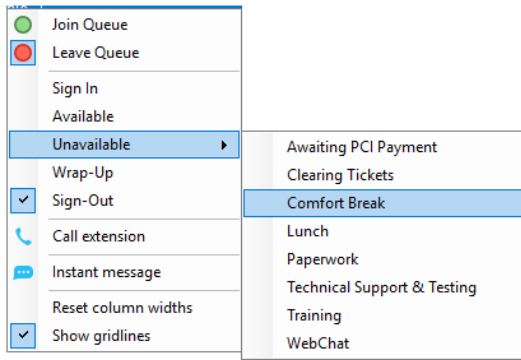 Join Queue
Leave Queue
Sign In
Available
Unavailable
Wrap-Up
Sign-Out
Call extension
Instant message
Reset column widths
Show gridlines
Awaiting PCI Payment
Clearing Tickets
Comfort Break
Lunch
Paperwork
Technical Support & Testing
Training
WebChat